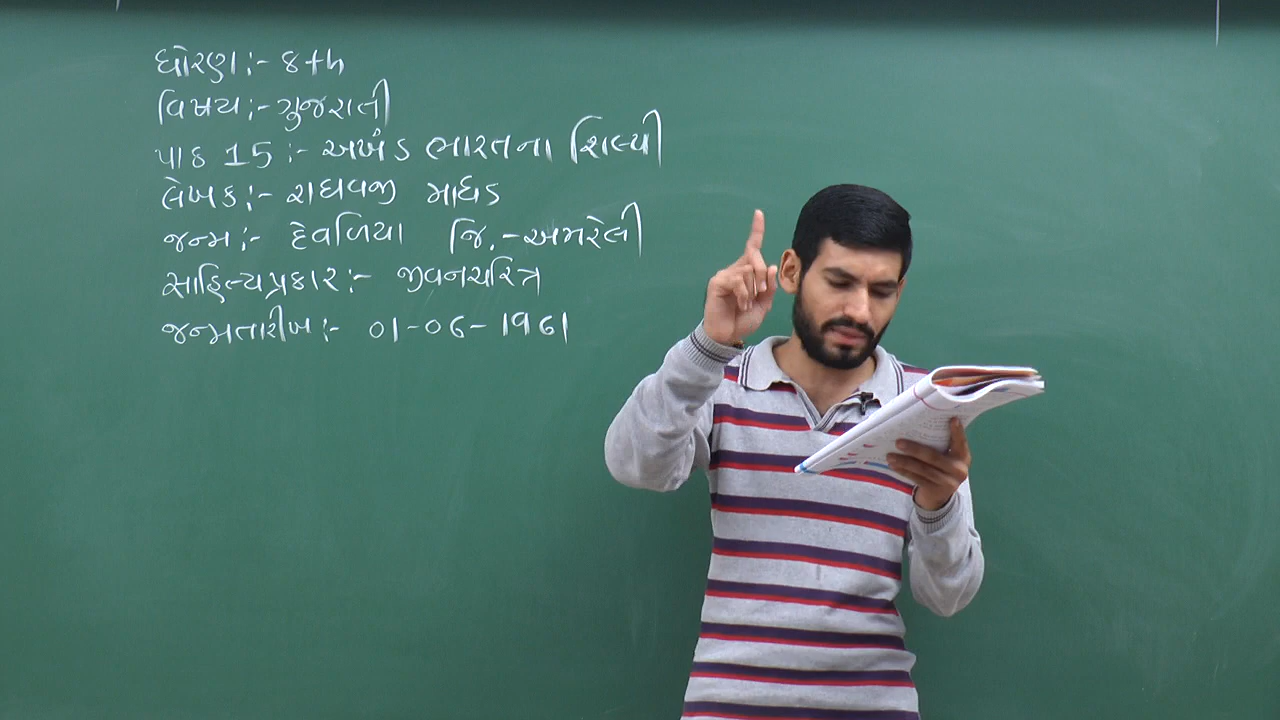 ધોરણ :- 8th
વિષય :- ગુજરાતી
પાઠ 15 :- અખંડ ભારતના શિલ્પી
લેખક :- રાઘવજી માધડ
જન્મ :- દેવળિયા જિ. - અમરેલી
સાહિત્યપ્રકાર :- જીવનચરિત્ર
જન્મતારીખ :- 01-06-1961